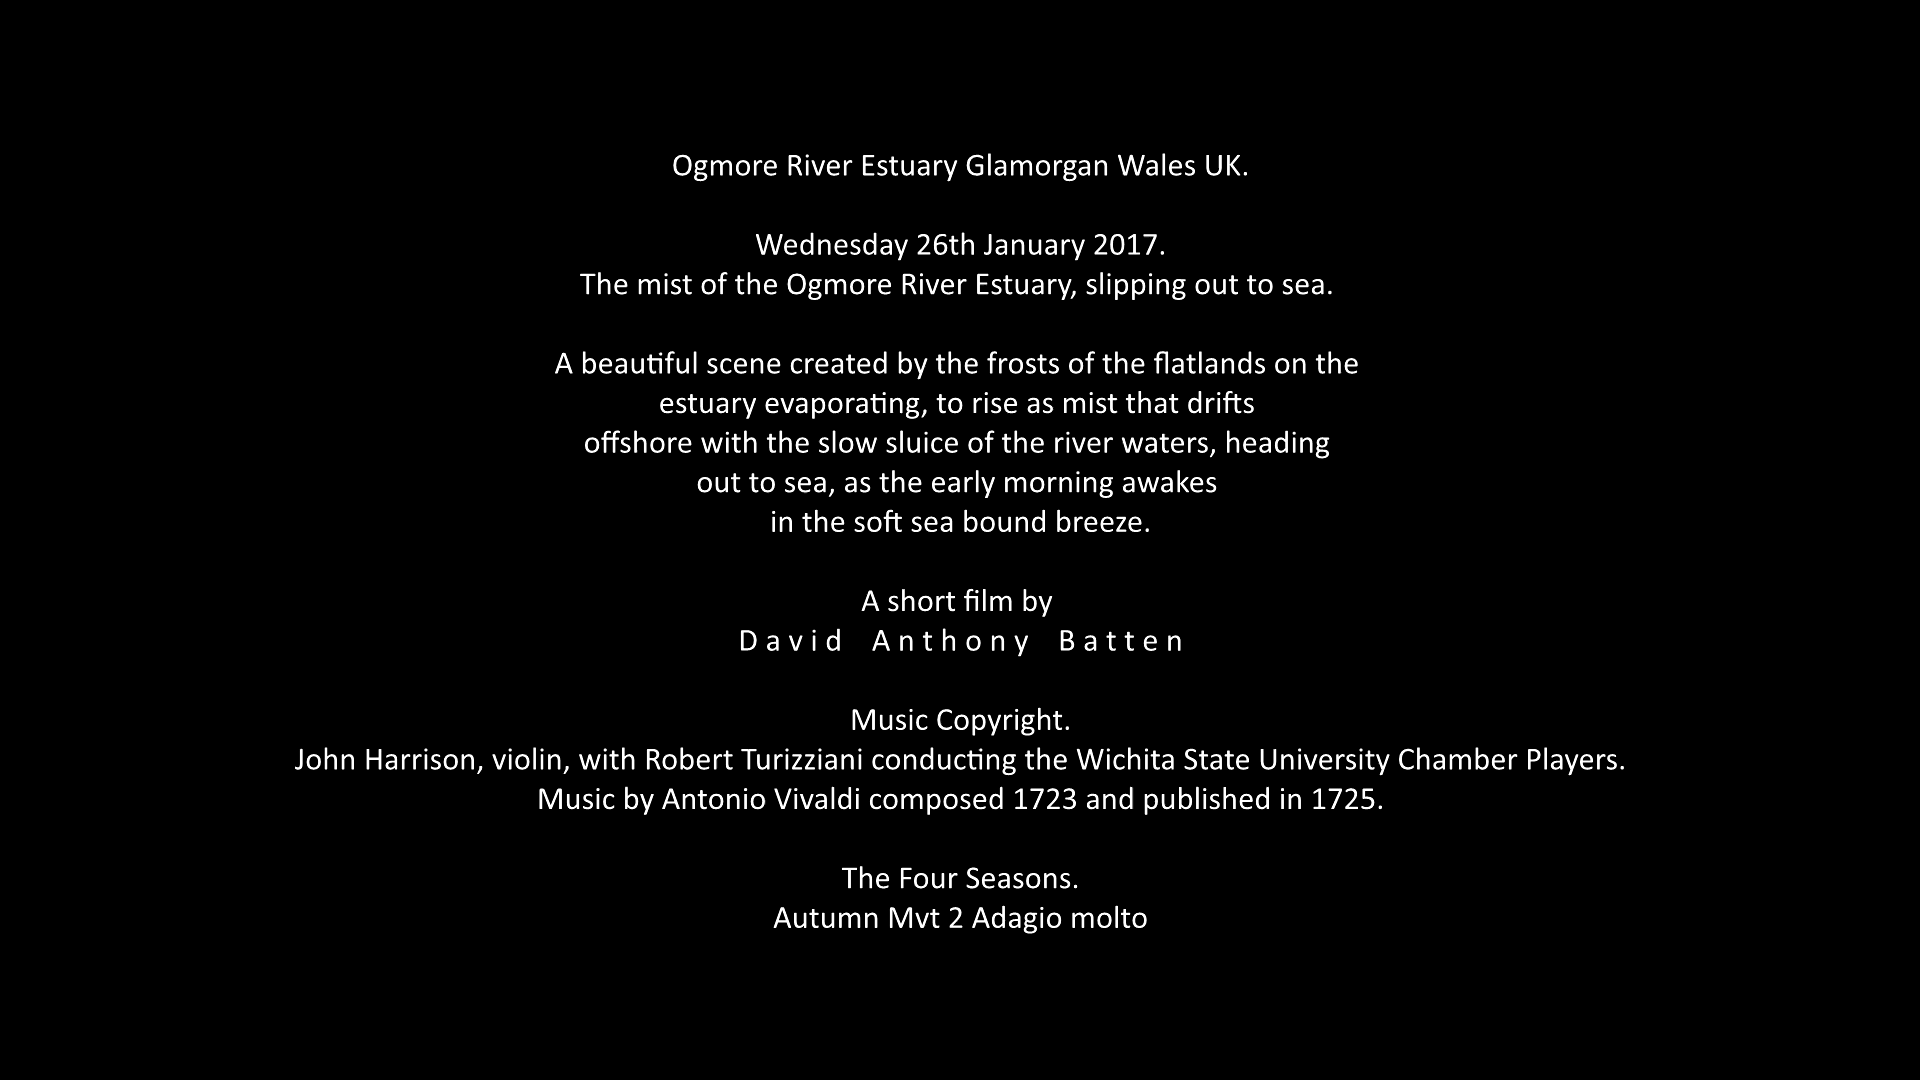 Ogmore River Estuary Glamorgan Wales UK.
Wednesday 26th January 2017.
The mist of the Ogmore River Estuary, slipping out to sea.
A beautiful scene created by the frosts of the flatlands on the
estuary evaporating, to rise as mist that drifts
offshore with the slow sluice of the river waters, heading
out to sea, as the early morning awakes
in the soft sea bound breeze.
A short film by
David Anthony Batten
Music Copyright.
John Harrison, violin, with Robert Turizziani conducting the Wichita State University Chamber Players.
Music by Antonio Vivaldi composed 1723 and published in 1725.
The Four Seasons.
Autumn Mvt 2 Adagio molto